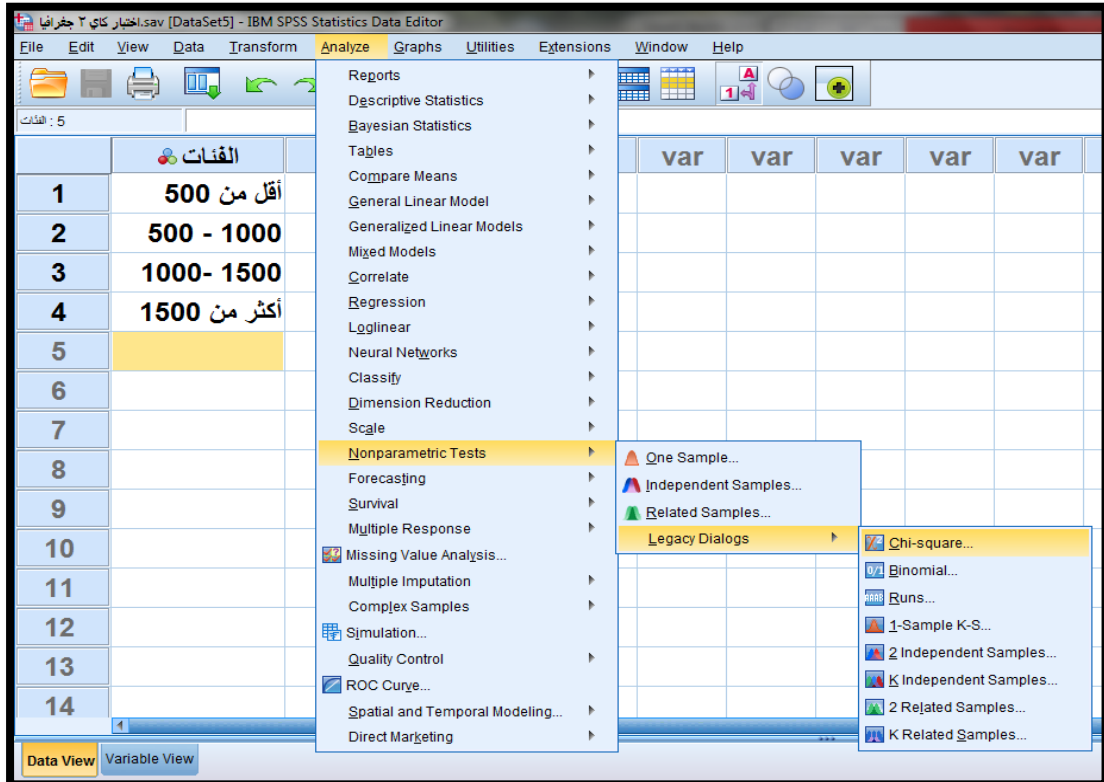 اختبار كاي ٢ جغرافيا.sav [DataSet5] - IBM SPSS Statistics Data Editor
File Edit View Data Transform Analyze Graphs Utilities Extensions Window Help
5 : الفئات
الفئات var var var var var
1 أقل من 500
2 500 - 1000
3 1000- 1500
4 أكثر من 1500
5
6
7
8
9
10
11
12
13
14
Reports
Descriptive Statistics
Bayesian Statistics
Tables
Compare Means
General Linear Model
Generalized Linear Models
Mixed Models
Correlate
Regression
Loglinear
Neural Networks
Classify
Dimension Reduction
Scale
Nonparametric Tests
Forecasting
Survival
Multiple Response
Missing Value Analysis...
Multiple Imputation
Complex Samples
Simulation...
Quality Control
ROC Curve...
Spatial and Temporal Modeling...
Direct Marketing
One Sample...
Independent Samples...
Related Samples...
Legacy Dialogs
Chi-square...
Binomial...
Runs...
1-Sample K-S...
2 Independent Samples...
K Independent Samples...
2 Related Samples...
K Related Samples...
Data View Variable View